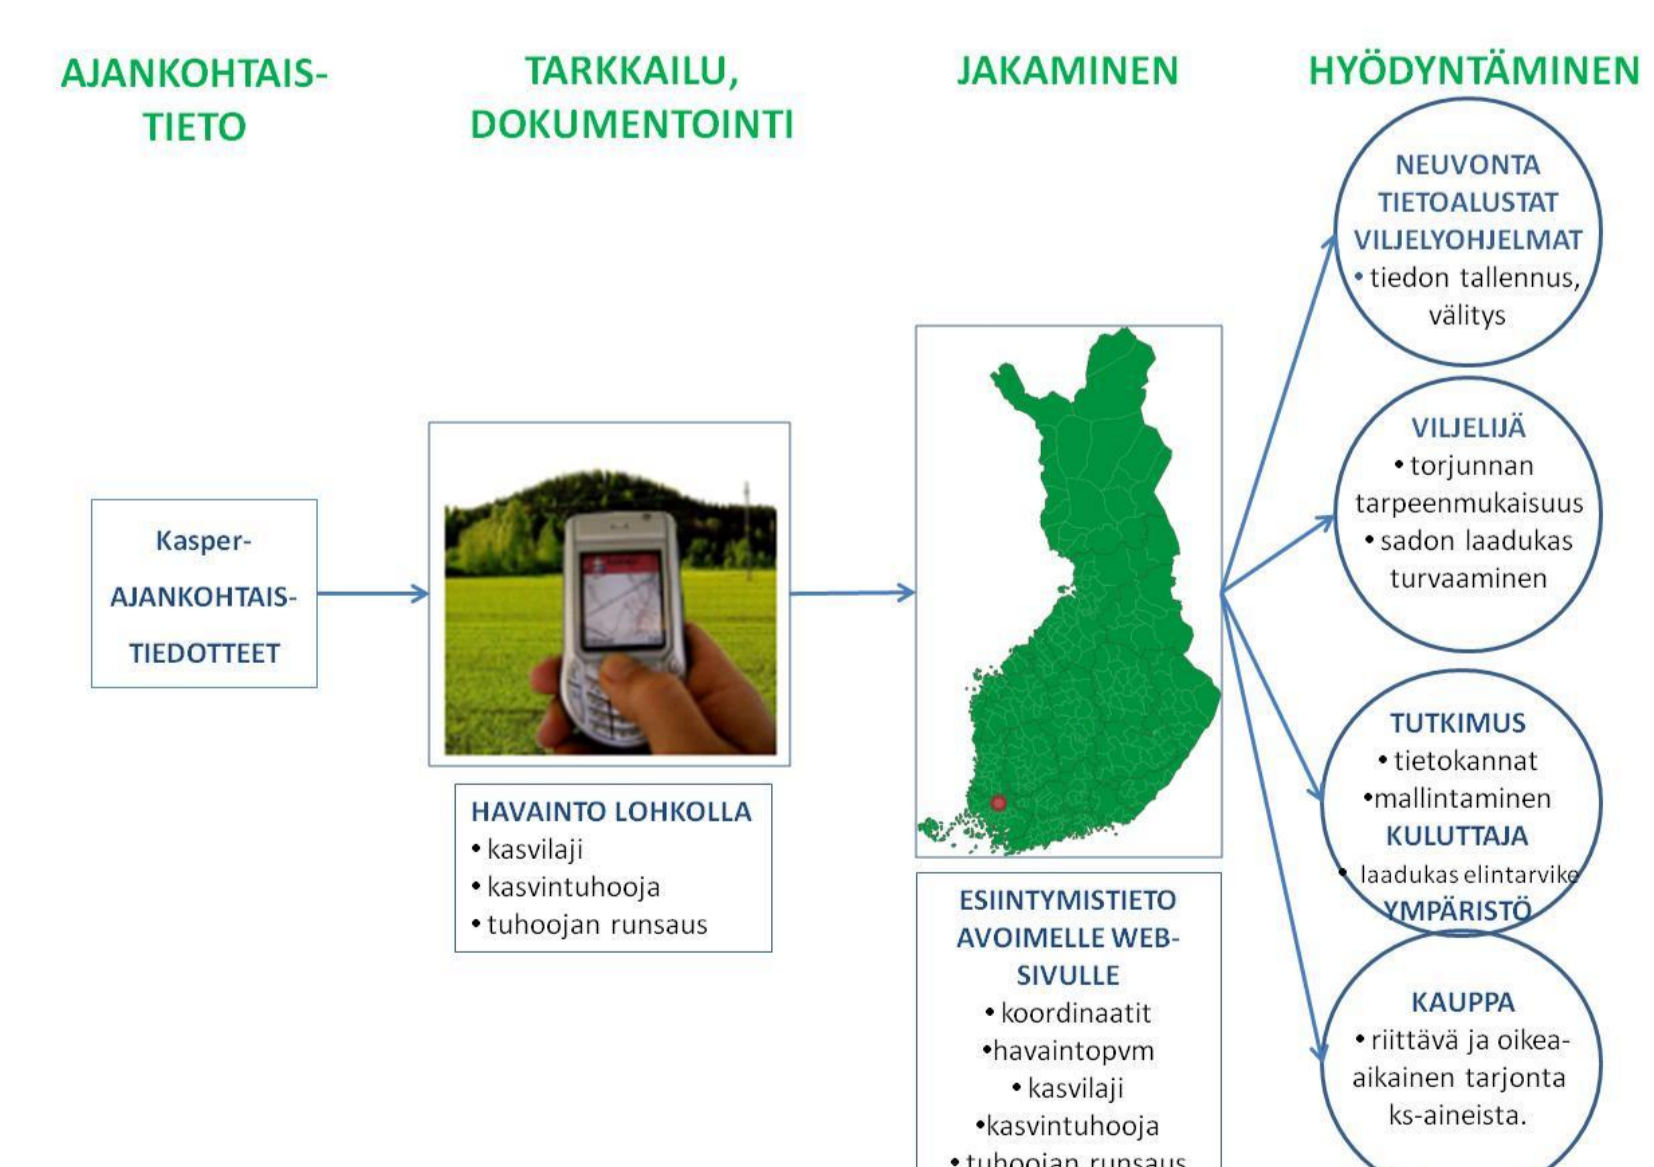 AJANKOHTAIS-
TIETO
TARKKAILU,
DOKUMENTOINTI
JAKAMINEN
HYÖDYNTÄMINEN
Kasper-
AJANKOHTAIS-
TIEDOTTEET
HAVAINTO LOHKOLLA
• kasvilaji
• kasvintuhooja
• tuhoojan runsaus
ESIINTYMISTIETO
AVOIMELLE WEB-
SIVULLE
• koordinaatit
•havaintopvm
• kasvilaji
•kasvintuhooja
• tuhoojan runsaus
NEUVONTA
TIETOALUSTAT
VILJELYOHJELMAT
• tiedon tallennus,
välitys
VILJELIJÄ
• torjunnan
tarpeenmukaisuus
• sadon laadukas
turvaaminen
TUTKIMUS
• tietokannat
•mallintaminen
KULUTTAJA
• laadukas elintarvike
YMPÄRISTÖ
KAUPPA
• riittävä ja oikea-
aikainen tarjonta
ks-aineista.